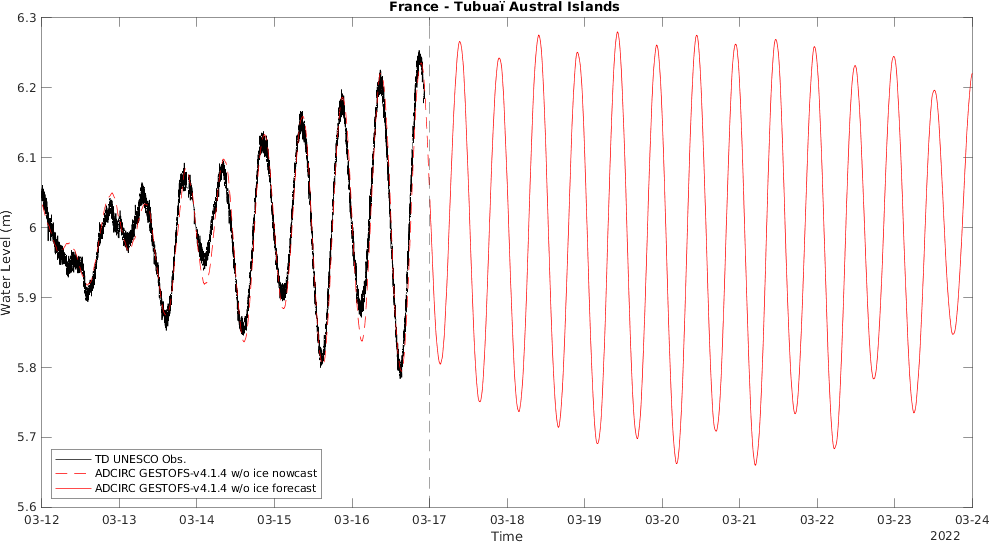 France - Tubuaï Austral Islands
6.3
6.2
6.1
6
5.9
5.8
5.7
5.6
Water Level (m)
TD UNESCO Obs.
ADCIRC GESTOFS-v4.1.4 w/o ice nowcast
ADCIRC GESTOFS-v4.1.4 w/o ice forecast
03-12 03-13 03-14 03-15 03-16 03-17 03-18 03-19 03-20 03-21 03-22 03-23 03-24
Time
2022